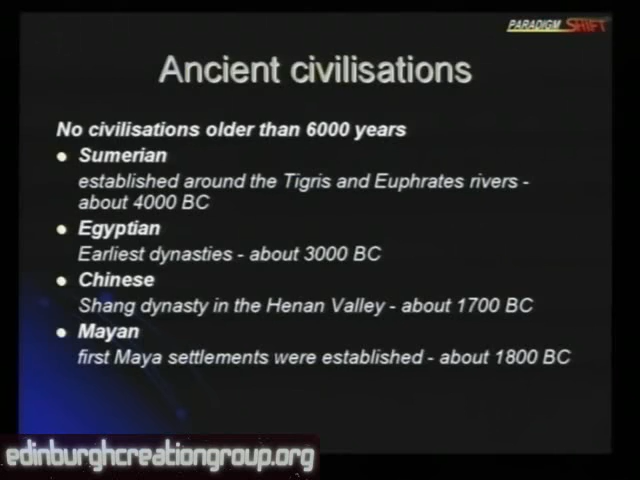 PARADIGM SHIFT
Ancient civilisations
No civilisations older than 6000 years
• Sumerian
established around the Tigris and Euphrates rivers -
about 4000 BC
• Egyptian
Earliest dynasties - about 3000 BC
• Chinese
Shang dynasty in the Henan Valley - about 1700 BC
• Mayan
first Maya settlements were established - about 1800 BC
edinburghcreationgroup.org